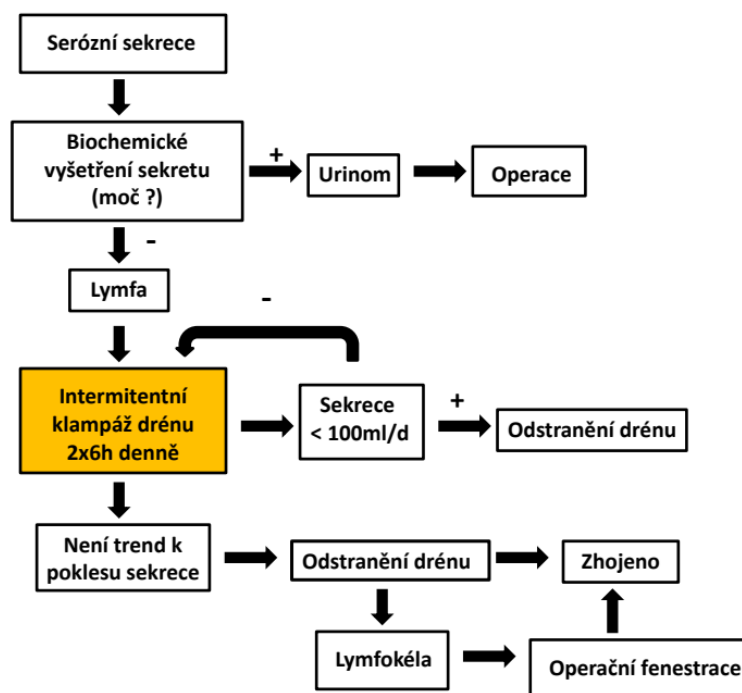 Serózní sekrece
Biochemické
vyšetření sekretu
(moč ?)
+
Urinom
Operace
-
Lymfa
-
Intermitentní
klampáž drénu
2x6h denně
Sekrece
< 100ml/d
+
Odstranění drénu
Není trend k
poklesu sekrece
Odstranění drénu
Zhojeno
Lymfokéla
Operační fenestrace